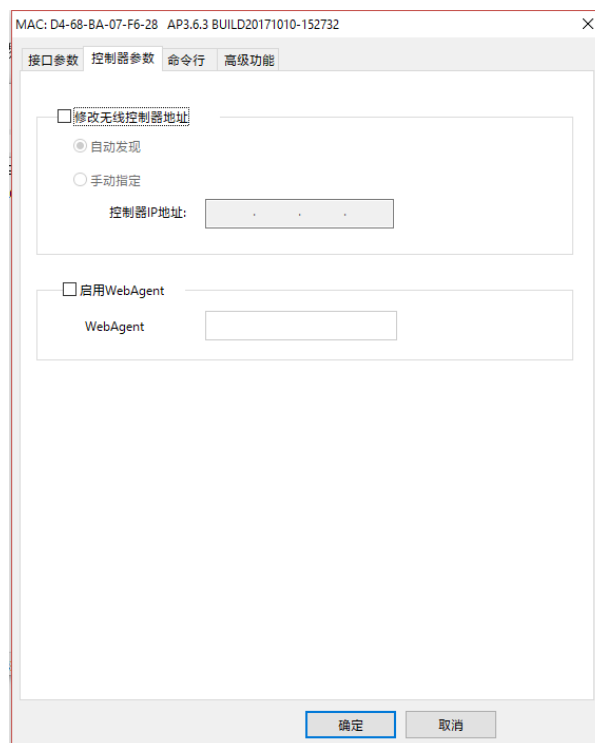 MAC: D4-68-BA-07-F6-28 AP3.6.3 BUILD20171010-152732
接口参数 控制器参数 命令行 高级功能
修改无线控制器地址
自动发现
手动指定
控制器IP地址: . . .
启用WebAgent
WebAgent
确定 取消